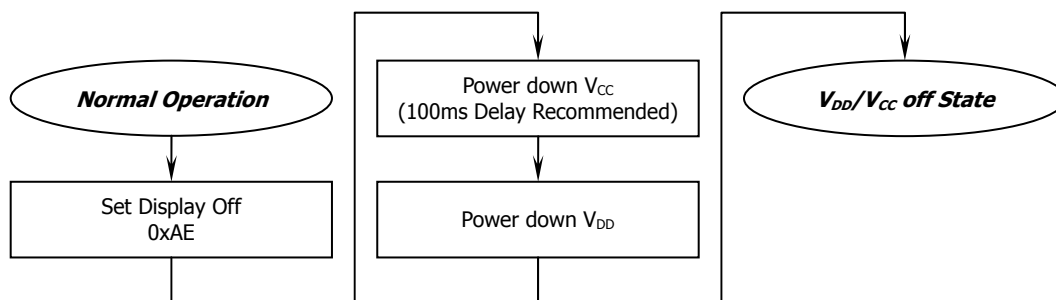 Normal Operation
Set Display Off
0xAE
Power down VCC
(100ms Delay Recommended)
Power down VDD
VDD/VCC off State